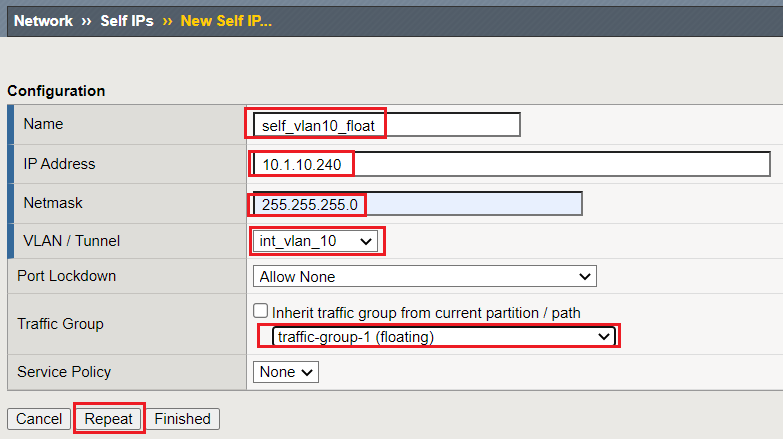 Network ›› Self IPs ›› New Self IP...
Configuration
Name self_vlan10_float
IP Address 10.1.10.240
Netmask 255.255.255.0
VLAN / Tunnel int_vlan_10
Port Lockdown Allow None
Traffic Group Inherit traffic group from current partition / path
traffic-group-1 (floating)
Service Policy None
Cancel Repeat Finished